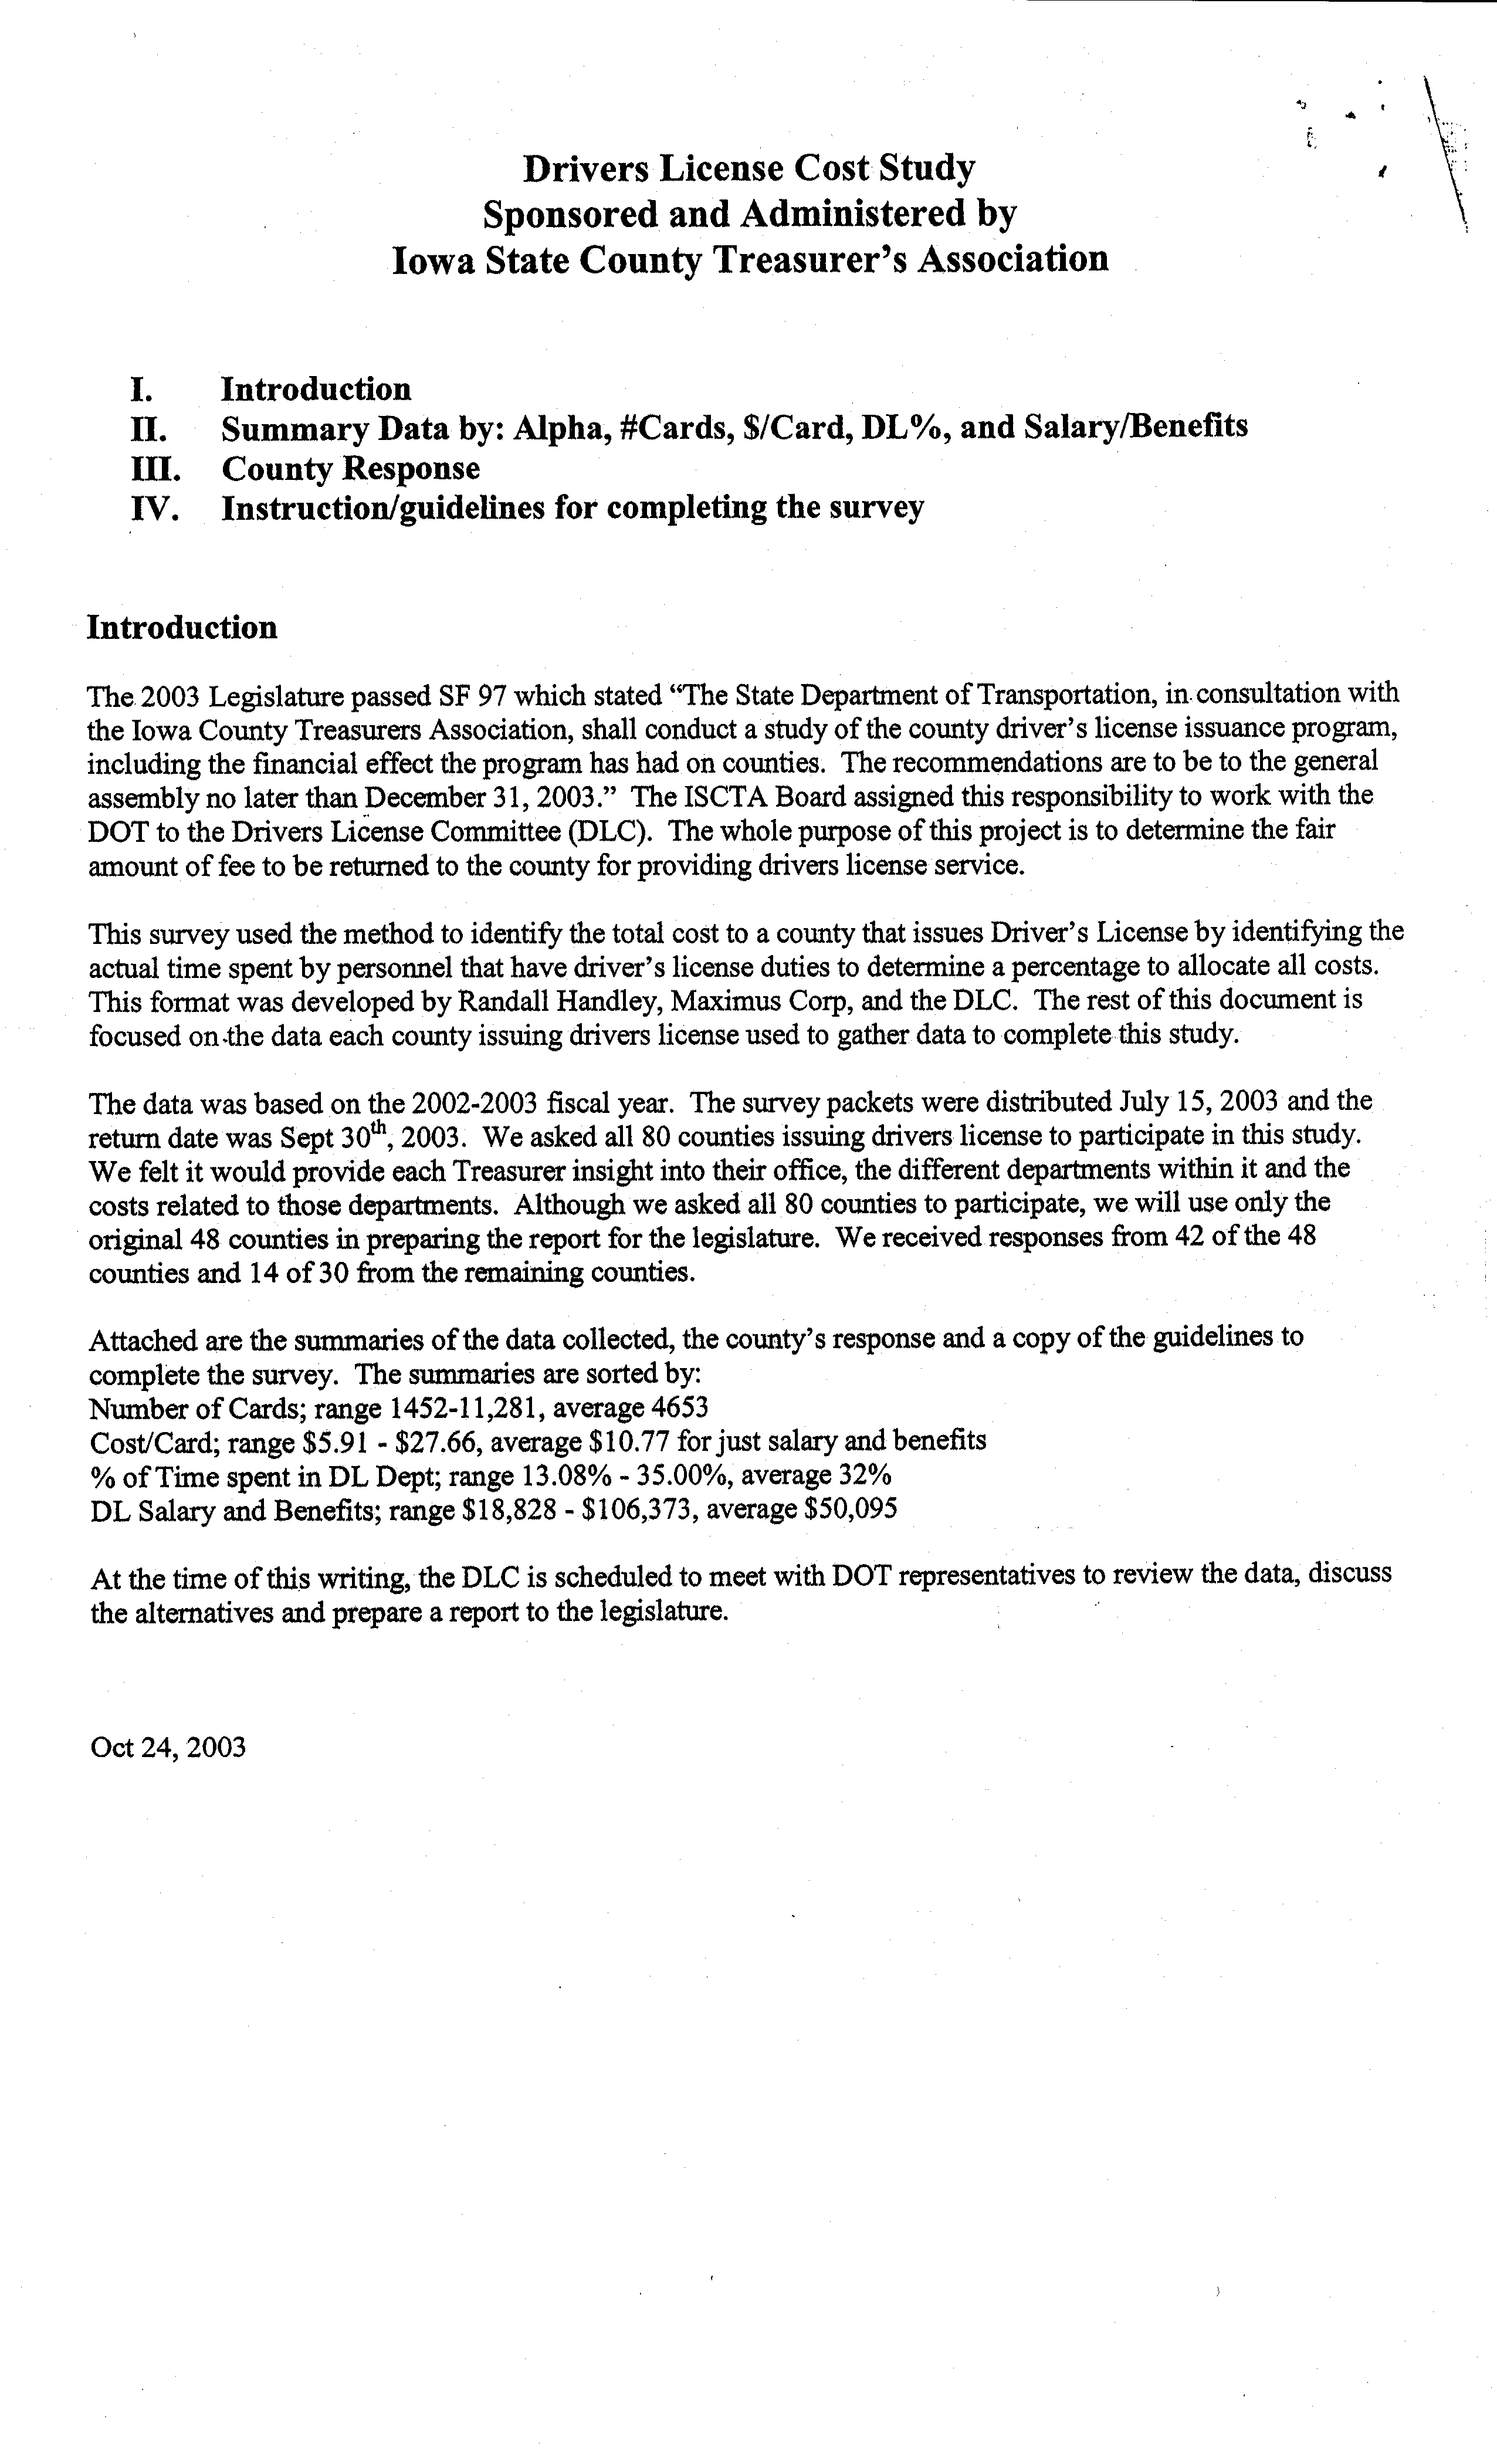 Drivers License Cost Study
Sponsored and Administered by
Iowa State County Treasurer's Association
I. Introduction
II. Summary Data by: Alpha, #Cards, $/Card, DL%, and Salary/Benefits
III. County Response
IV. Instruction/guidelines for completing the survey
Introduction
The 2003 Legislature passed SF 97 which stated “The State Department of Transportation, in consultation with
the Iowa County Treasurers Association, shall conduct a study of the county driver’s license issuance program,
including the financial effect the program has had on counties. The recommendations are to be to the general
assembly no later than December 31, 2003.” The ISCTA Board assigned this responsibility to work with the
DOT to the Drivers License Committee (DLC). The whole purpose of this project is to determine the fair
amount of fee to be returned to the county for providing drivers license service.
This survey used the method to identify the total cost to a county that issues Driver’s License by identifying the
actual time spent by personnel that have driver’s license duties to determine a percentage to allocate all costs.
This format was developed by Randall Handley, Maximus Corp, and the DLC. The rest of this document is
focused on the data each county issuing drivers license used to gather data to complete this study.
The data was based on the 2002-2003 fiscal year. The survey packets were distributed July 15, 2003 and the
return date was Sept 30th, 2003. We asked all 80 counties issuing drivers license to participate in this study.
We felt it would provide each Treasurer insight into their office, the different departments within it and the
costs related to those departments. Although we asked all 80 counties to participate, we will use only the
original 48 counties in preparing the report for the legislature. We received responses from 42 of the 48
counties and 14 of 30 from the remaining counties.
Attached are the summaries of the data collected, the county’s response and a copy of the guidelines to
complete the survey. The summaries are sorted by:
Number of Cards; range 1452-11,281, average 4653
Cost/Card; range $5.91 - $27.66, average $10.77 for just salary and benefits
% of Time spent in DL Dept; range 13.08% - 35.00%, average 32%
DL Salary and Benefits; range $18,828 - $106,373, average $50,095
At the time of this writing, the DLC is scheduled to meet with DOT representatives to review the data, discuss
the alternatives and prepare a report to the legislature.
Oct 24, 2003